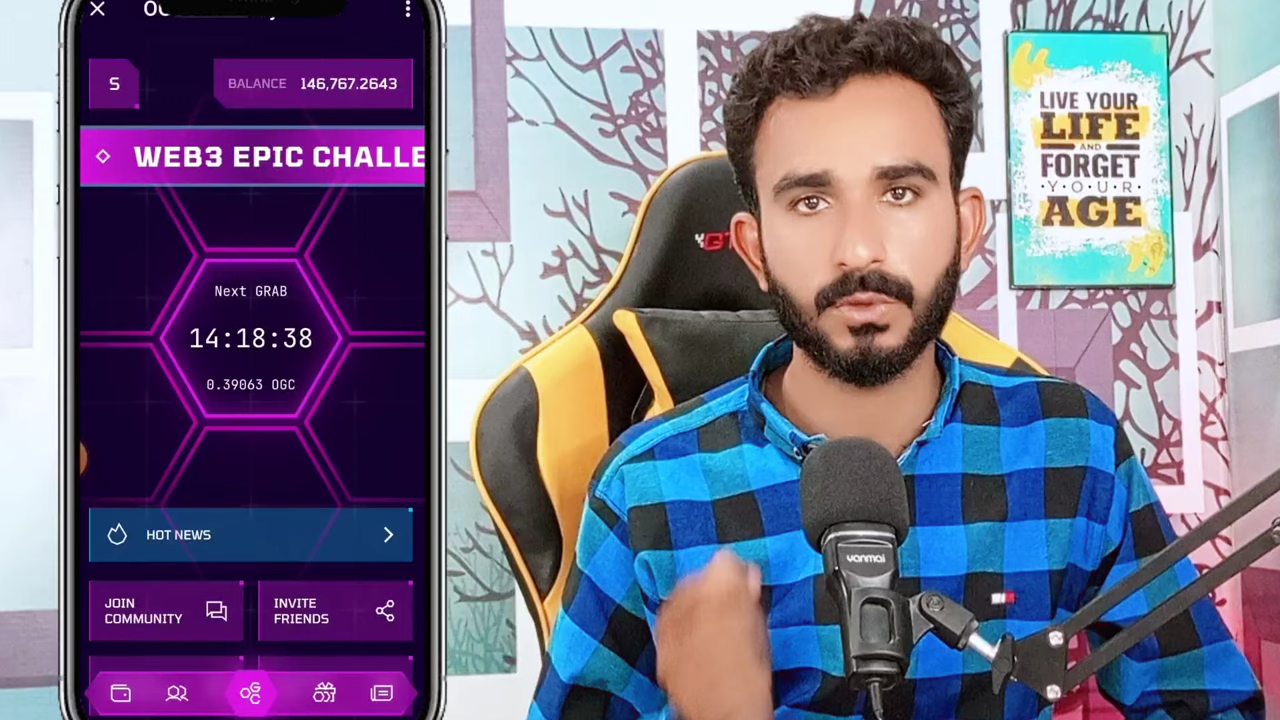 S
BALANCE 146,767.2643
WEB3 EPIC CHALLE
Next GRAB
14:18:38
0.39063 OGC
HOT NEWS
JOIN
COMMUNITY
INVITE
FRIENDS
LIVE YOUR
LIFE
AND
FORGET
YOUR
AGE
vanmai